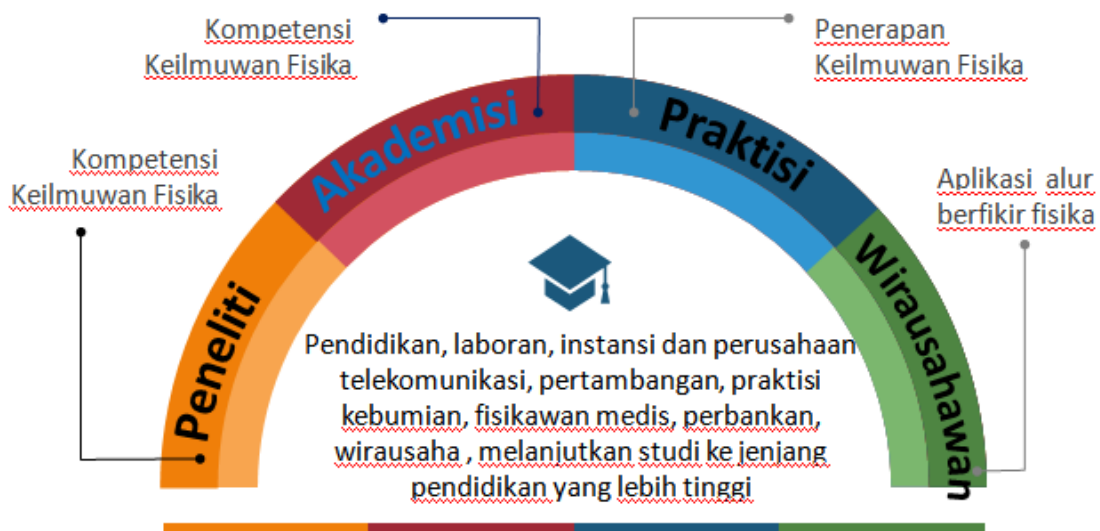 Kompetensi
Keilmuwan Fisika
Penerapan
Keilmuwan Fisika
Kompetensi
Keilmuwan Fisika
Aplikasi alur
berfikir fisika
Peneliti
Akademisi
Praktisi
Wirausahawan
Pendidikan, laboran, instansi dan perusahaan
telekomunikasi, pertambangan, praktisi
kebumian, fisikawan medis, perbankan,
wirausaha , melanjutkan studi ke jenjang
pendidikan yang lebih tinggi